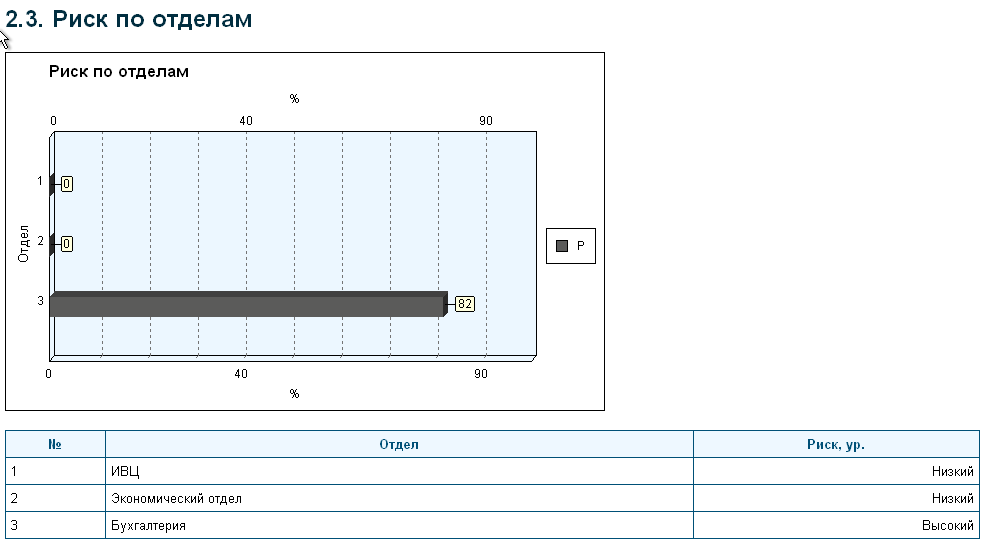 2.3. Риск по отделам
Риск по отделам
%
0 40 90
1 0
2 0
Отдел
3 82
P
0 40 90
%
№ Отдел Риск, ур.
1 ИВЦ Низкий
2 Экономический отдел Низкий
3 Бухгалтерия Высокий